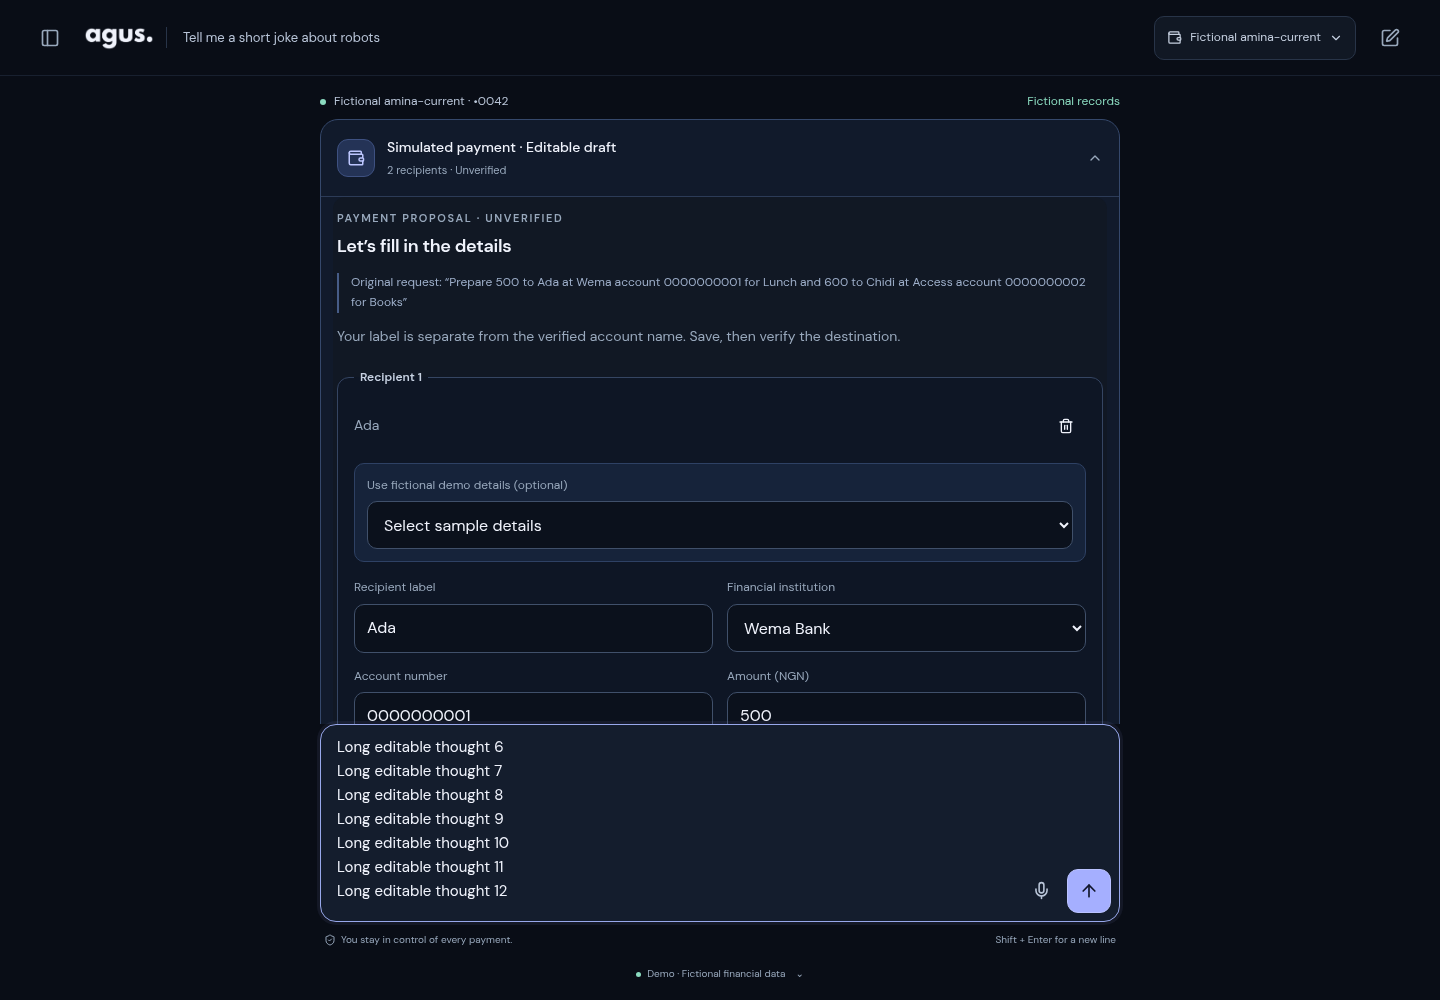 agus.
Tell me a short joke about robots
Fictional amina-current
Fictional amina-current · •0042
Fictional records
Simulated payment · Editable draft
2 recipients · Unverified
PAYMENT PROPOSAL · UNVERIFIED
Let’s fill in the details
Original request: “Prepare 500 to Ada at Wema account 0000000001 for Lunch and 600 to Chidi at Access account 0000000002
for Books”
Your label is separate from the verified account name. Save, then verify the destination.
Recipient 1
Ada
Use fictional demo details (optional)
Select sample details
Recipient label
Financial institution
Ada
Wema Bank
Account number
Amount (NGN)
0000000001
500
Long editable thought 6
Long editable thought 7
Long editable thought 8
Long editable thought 9
Long editable thought 10
Long editable thought 11
Long editable thought 12
You stay in control of every payment.
Shift + Enter for a new line
Demo · Fictional financial data